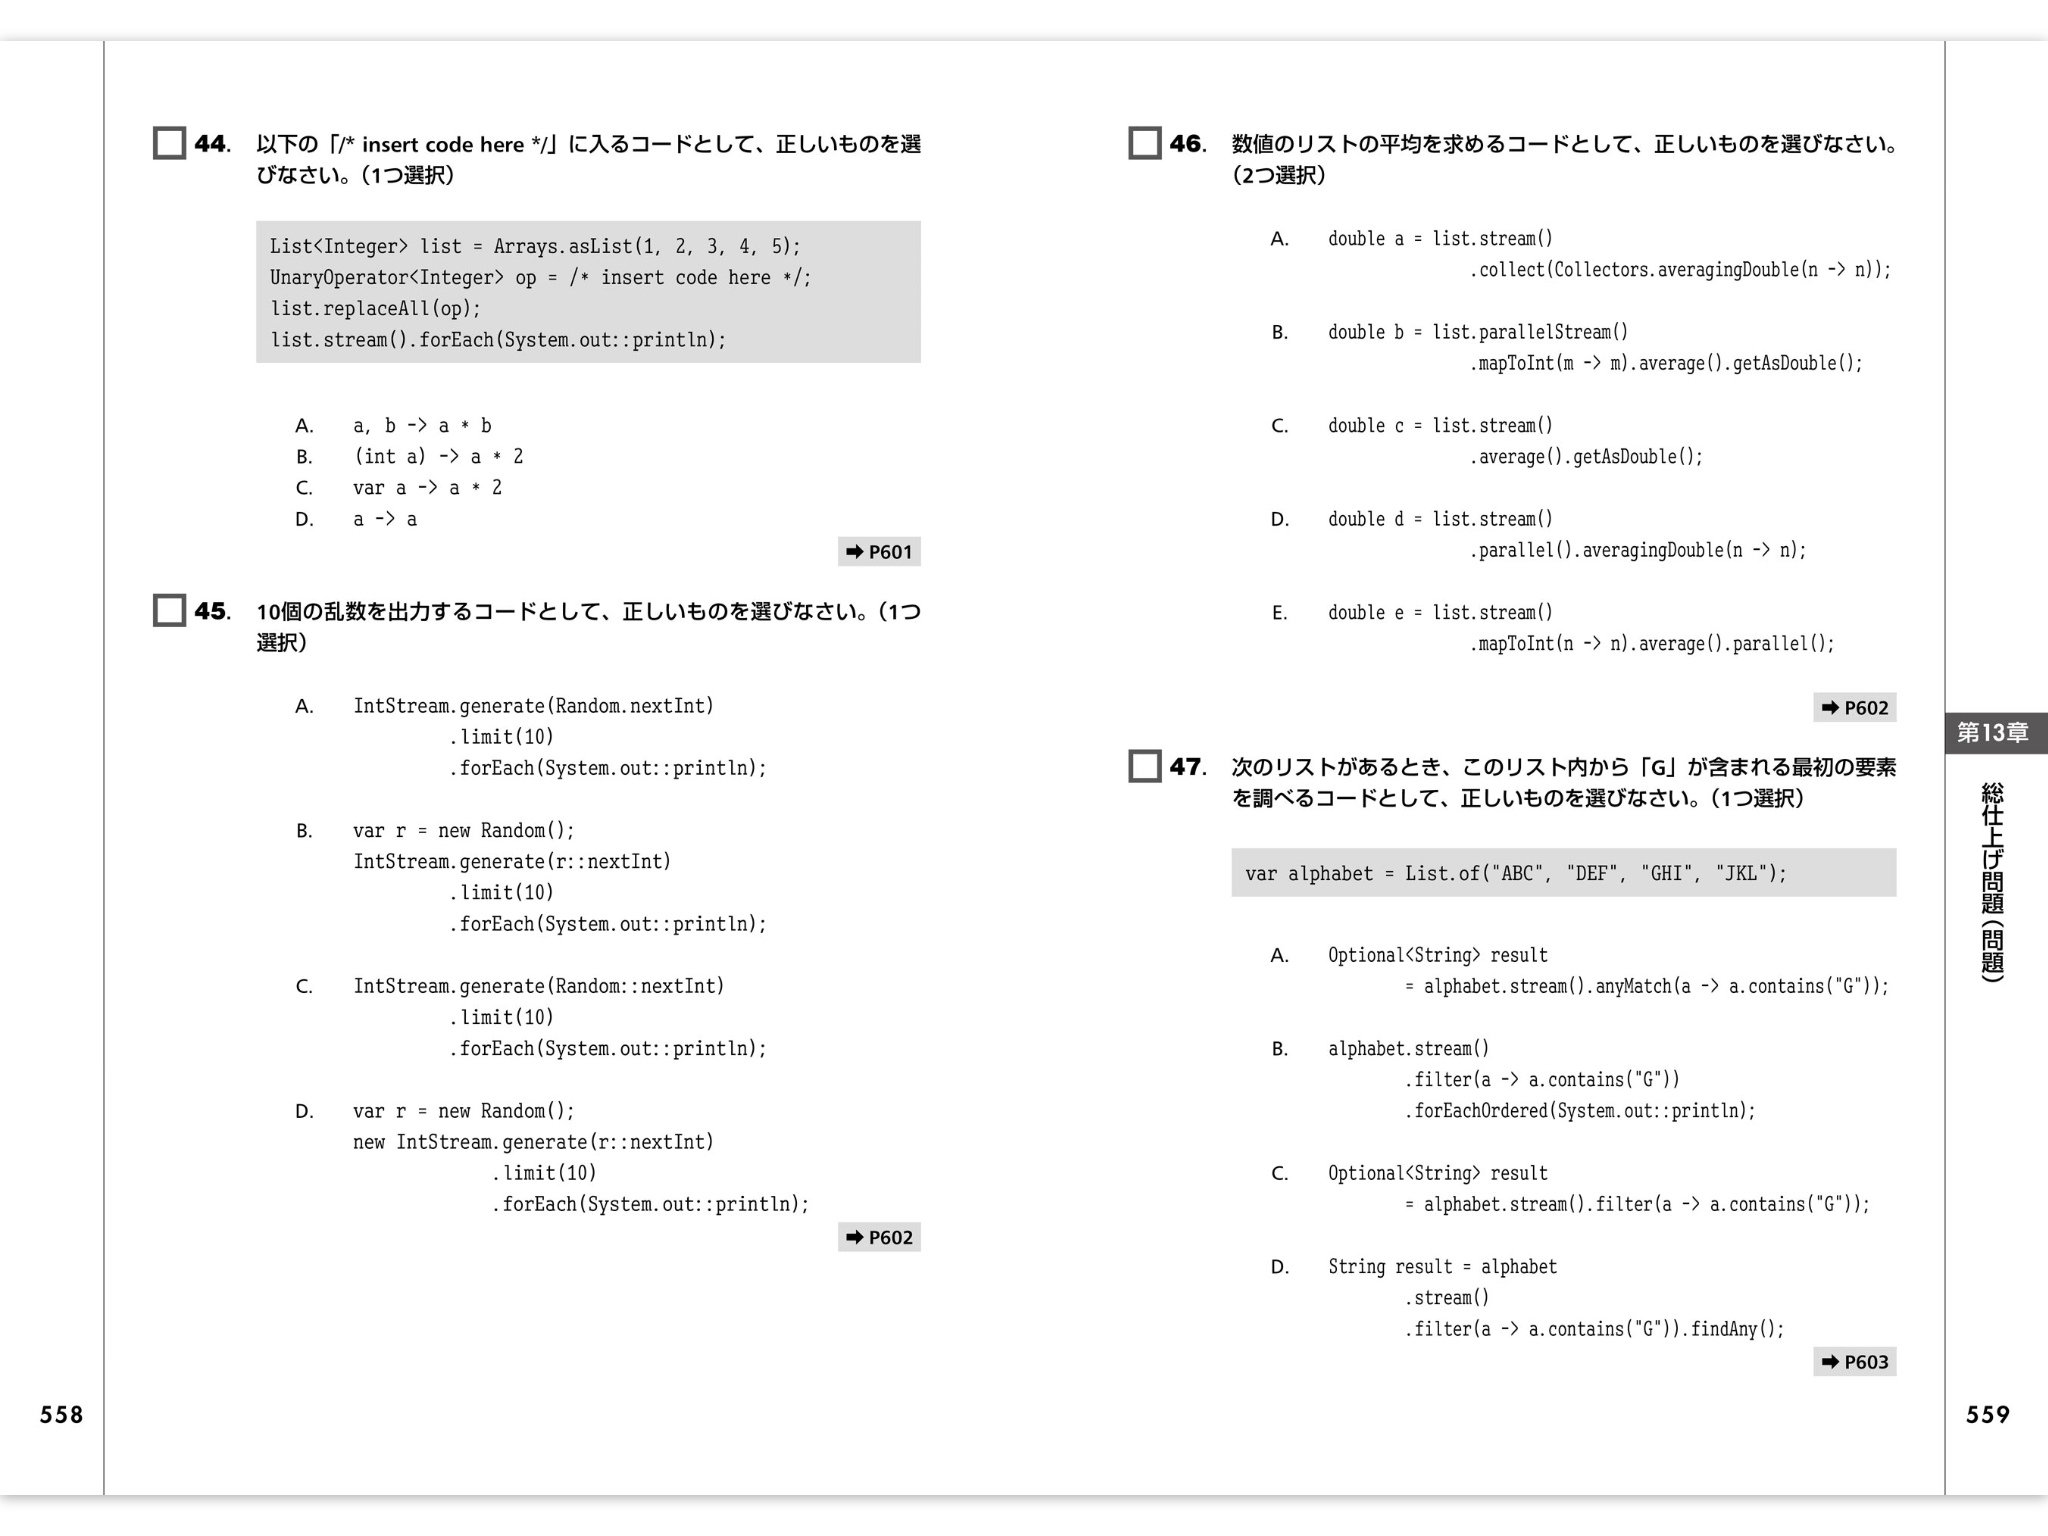 44. 以下の「/* insert code here */」に入るコードとして、正しいものを選
びなさい。（1つ選択）
List<Integer> list = Arrays.asList(1, 2, 3, 4, 5);
UnaryOperator<Integer> op = /* insert code here */;
list.replaceAll(op);
list.stream().forEach(System.out::println);
A. a, b -> a * b
B. (int a) -> a * 2
C. var a -> a * 2
D. a -> a
➡ P601
45. 10個の乱数を出力するコードとして、正しいものを選びなさい。（1つ
選択）
A. IntStream.generate(Random.nextInt)
.limit(10)
.forEach(System.out::println);
B. var r = new Random();
IntStream.generate(r::nextInt)
.limit(10)
.forEach(System.out::println);
C. IntStream.generate(Random::nextInt)
.limit(10)
.forEach(System.out::println);
D. var r = new Random();
new IntStream.generate(r::nextInt)
.limit(10)
.forEach(System.out::println);
➡ P602
558
46. 数値のリストの平均を求めるコードとして、正しいものを選びなさい。
（2つ選択）
A. double a = list.stream()
.collect(Collectors.averagingDouble(n -> n));
B. double b = list.parallelStream()
.mapToInt(m -> m).average().getAsDouble();
C. double c = list.stream()
.average().getAsDouble();
D. double d = list.stream()
.parallel().averagingDouble(n -> n);
E. double e = list.stream()
.mapToInt(n -> n).average().parallel();
➡ P602
47. 次のリストがあるとき、このリスト内から「G」が含まれる最初の要素
を調べるコードとして、正しいものを選びなさい。（1つ選択）
var alphabet = List.of("ABC", "DEF", "GHI", "JKL");
A. Optional<String> result
= alphabet.stream().anyMatch(a -> a.contains("G"));
B. alphabet.stream()
.filter(a -> a.contains("G"))
.forEachOrdered(System.out::println);
C. Optional<String> result
= alphabet.stream().filter(a -> a.contains("G"));
D. String result = alphabet
.stream()
.filter(a -> a.contains("G")).findAny();
➡ P603
第13章
総仕上げ問題（問題）
559